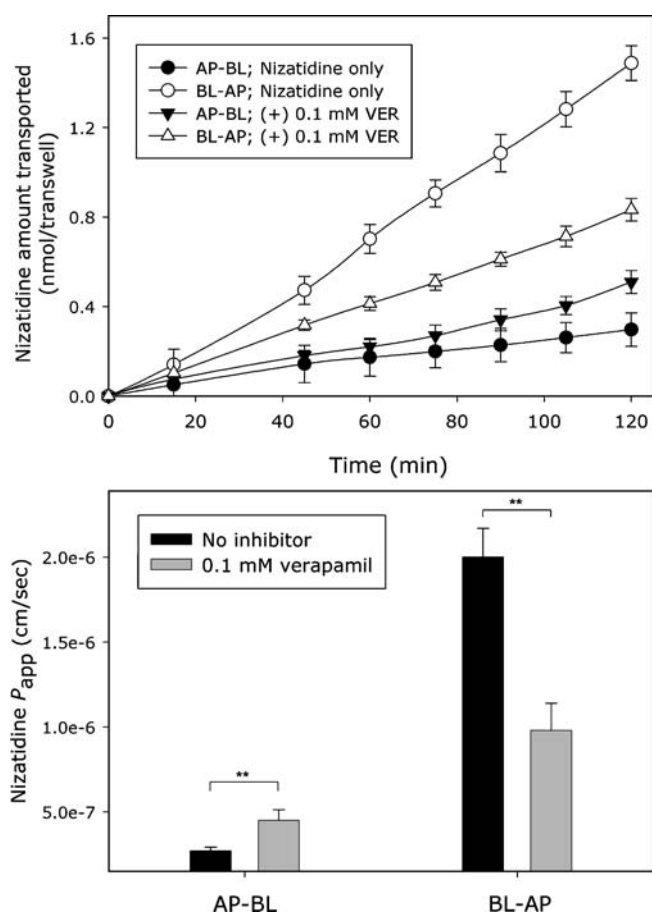 Nizatidine amount transported
(nmol/transwell)
1.6
1.2
0.8
0.4
0.0
AP-BL; Nizatidine only
BL-AP; Nizatidine only
AP-BL; (+) 0.1 mM VER
BL-AP; (+) 0.1 mM VER
0 20 40 60 80 100 120
Time (min)
Nizatidine Papp (cm/sec)
2.0e-6
1.5e-6
1.0e-6
5.0e-7
No inhibitor
0.1 mM verapamil
**
**
AP-BL BL-AP